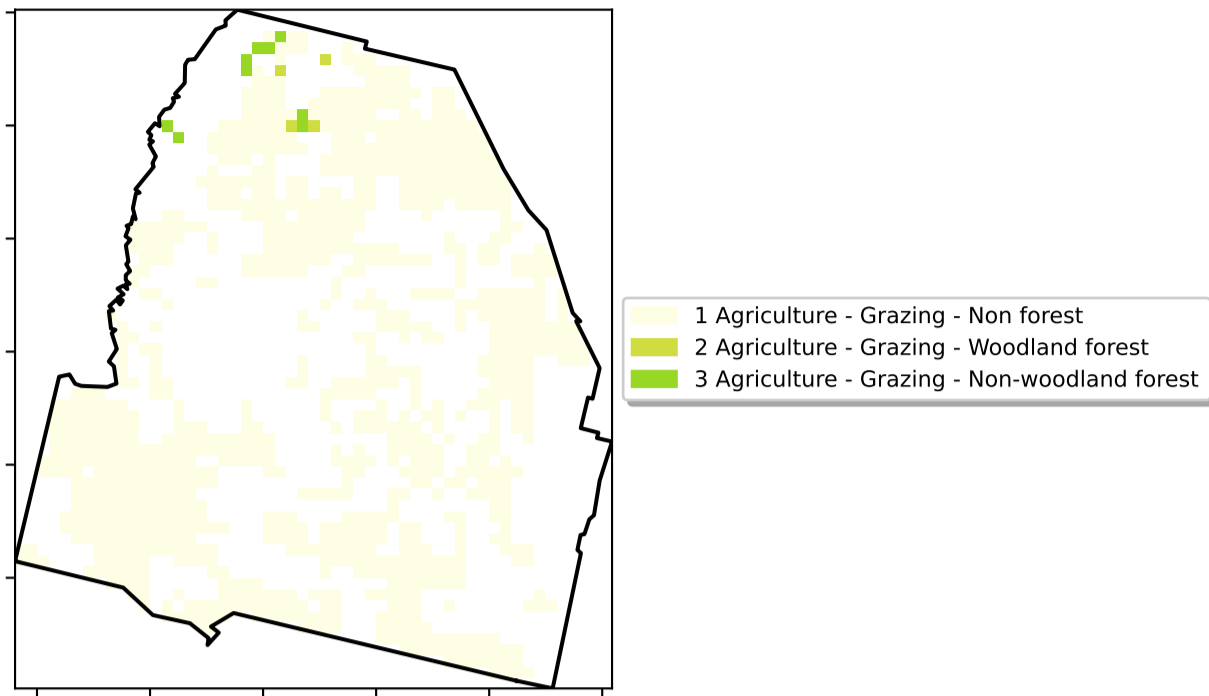 1 Agriculture - Grazing - Non forest
2 Agriculture - Grazing - Woodland forest
3 Agriculture - Grazing - Non-woodland forest